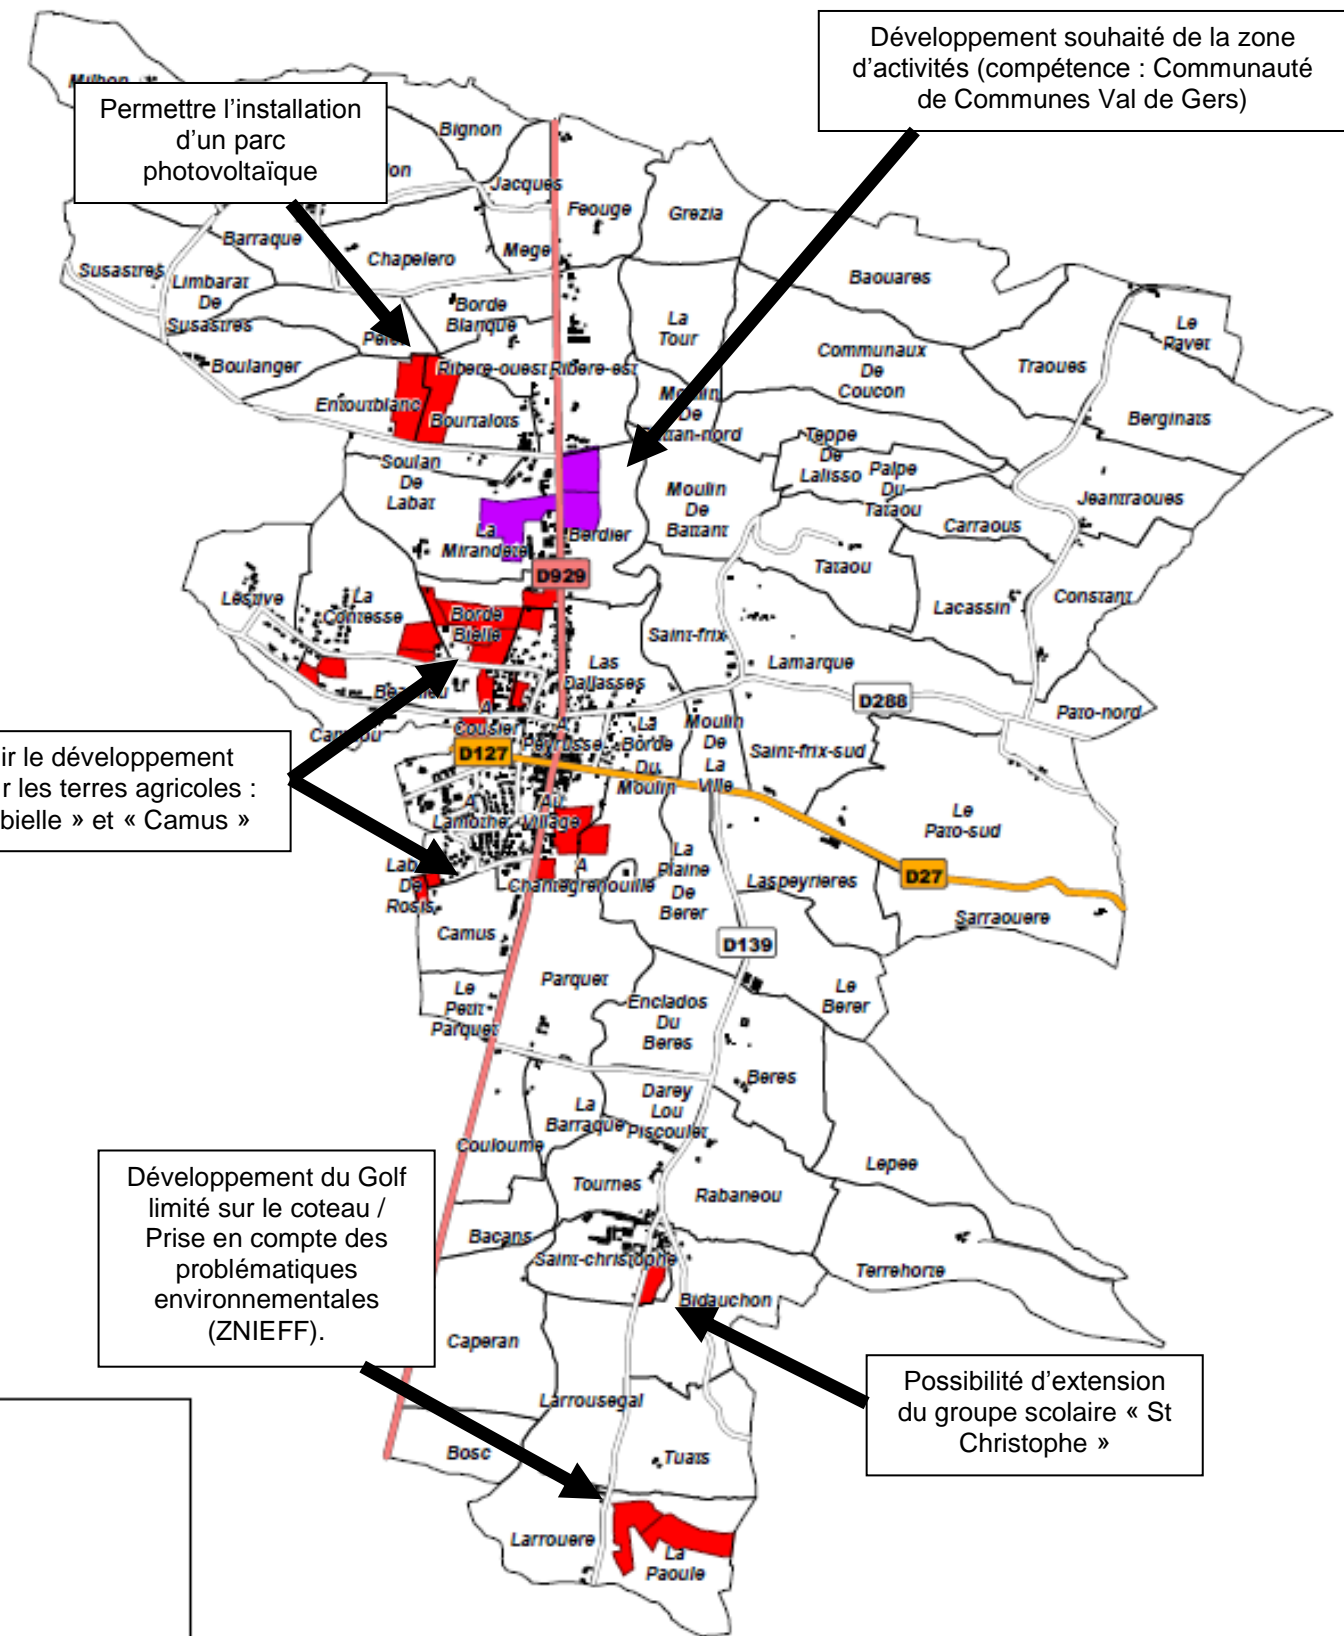 Développement souhaité de la zone
d'activités (compétence : Communauté
de Communes Val de Gers)
Permettre l'installation
d'un parc
photovoltaïque
Bignon
Jacques
Feouge
Grezia
Barraque
Chapelero
Mege
Susastres
Limbarat
De
Susastres
Baouares
Borde
Blanque
La
Tour
Le
Ravet
Boulanger
Ribere-ouest
Ribere-est
Communaux
De
Coucon
Traoues
Entoutblanc
Bourtalots
Moulin
De
Berginats
Soulan
De
Labat
Teppe
De
Lalisso
Palpe
Du
Tataou
Moulin
De
Battant
Jeantraoues
Carraous
La
Mirandete
Berdier
Tataou
D929
Lestive
La
Contesse
Borde
Bielle
Lacassin
Constant
Saint-frix
Las
Dallasses
Lamarque
D288
Pato-nord
A
Cousier
A
Perrusse
La
Borde
Du
Moulin
Moulin
De
La
Ville
Saint-frix-sud
ir le développement
r les terres agricoles :
bielle » et « Camus »
D127
A
Lamothe
Au
Village
Le
Pato-sud
D27
De
Rosis
A
Chantegrenouille
La
Plaine
De
Berer
Laspeyrieres
Sarraouere
Camus
D139
Parquet
Le
Petit
Parquet
Enclados
Du
Beres
Le
Berer
Beres
La
Barraque
Darey
Lou
Piscoulet
Couloume
Lepee
Développement du Golf
limité sur le coteau /
Prise en compte des
problématiques
environnementales
(ZNIEFF).
Tournes
Rabaneou
Bacans
Saint-christophe
Terrehorte
Bidauchon
Caperan
Possibilité d'extension
du groupe scolaire « St
Christophe »
Larrousegal
Bosc
Tuats
Larrouere
La
Paoule